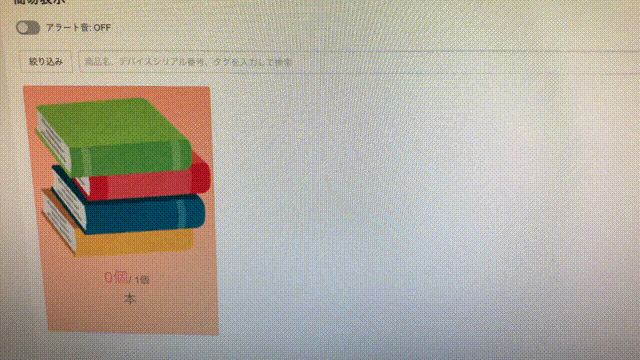 簡易表示
アラート音: OFF
絞り込み
商品名、デバイスシリアル番号、タグを入力して検索
0個/ 1個
本